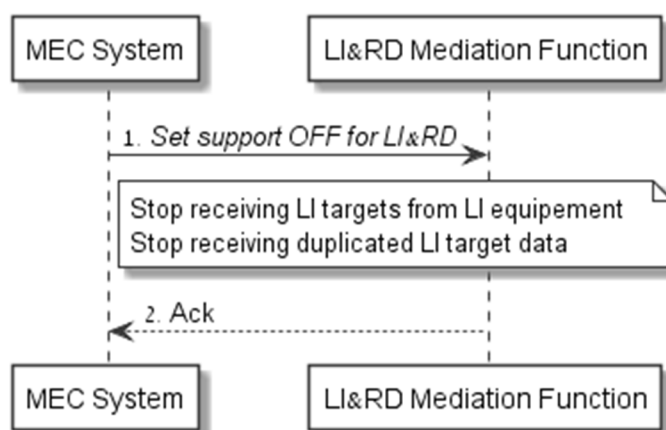 MEC System
LI&RD Mediation Function
1. Set support OFF for LI&RD
Stop receiving LI targets from LI equipement
Stop receiving duplicated LI target data
2. Ack
MEC System
LI&RD Mediation Function